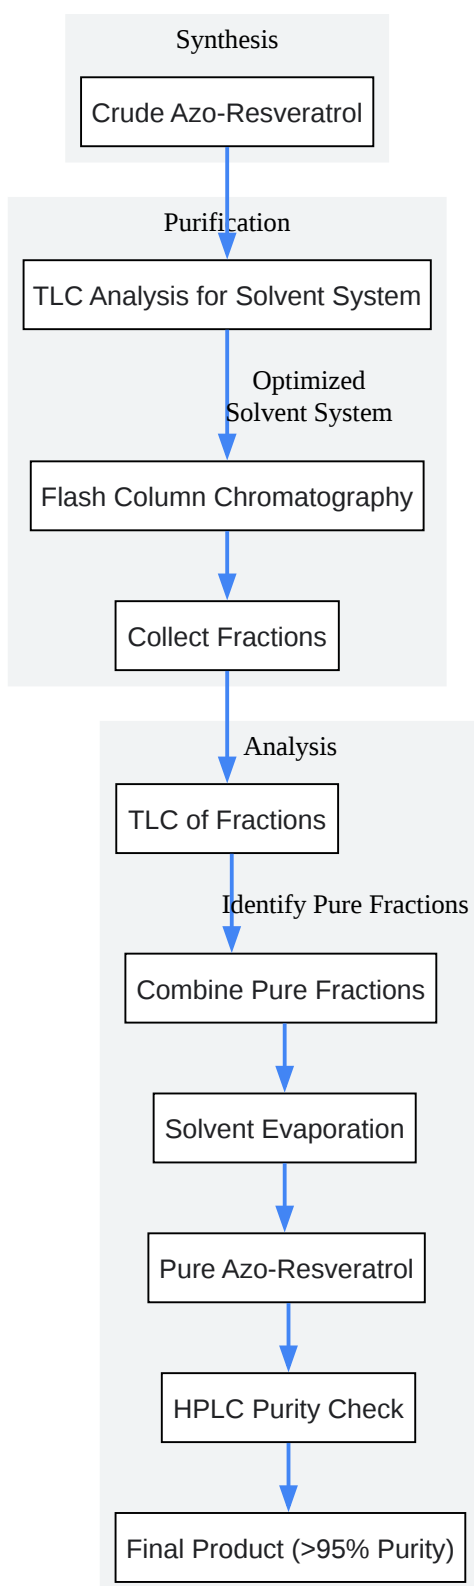 Synthesis
Crude Azo-Resveratrol
Purification
TLC Analysis for Solvent System
Optimized
Solvent System
Flash Column Chromatography
Collect Fractions
Analysis
TLC of Fractions
Identify Pure Fractions
Combine Pure Fractions
Solvent Evaporation
Pure Azo-Resveratrol
HPLC Purity Check
Final Product (>95% Purity)